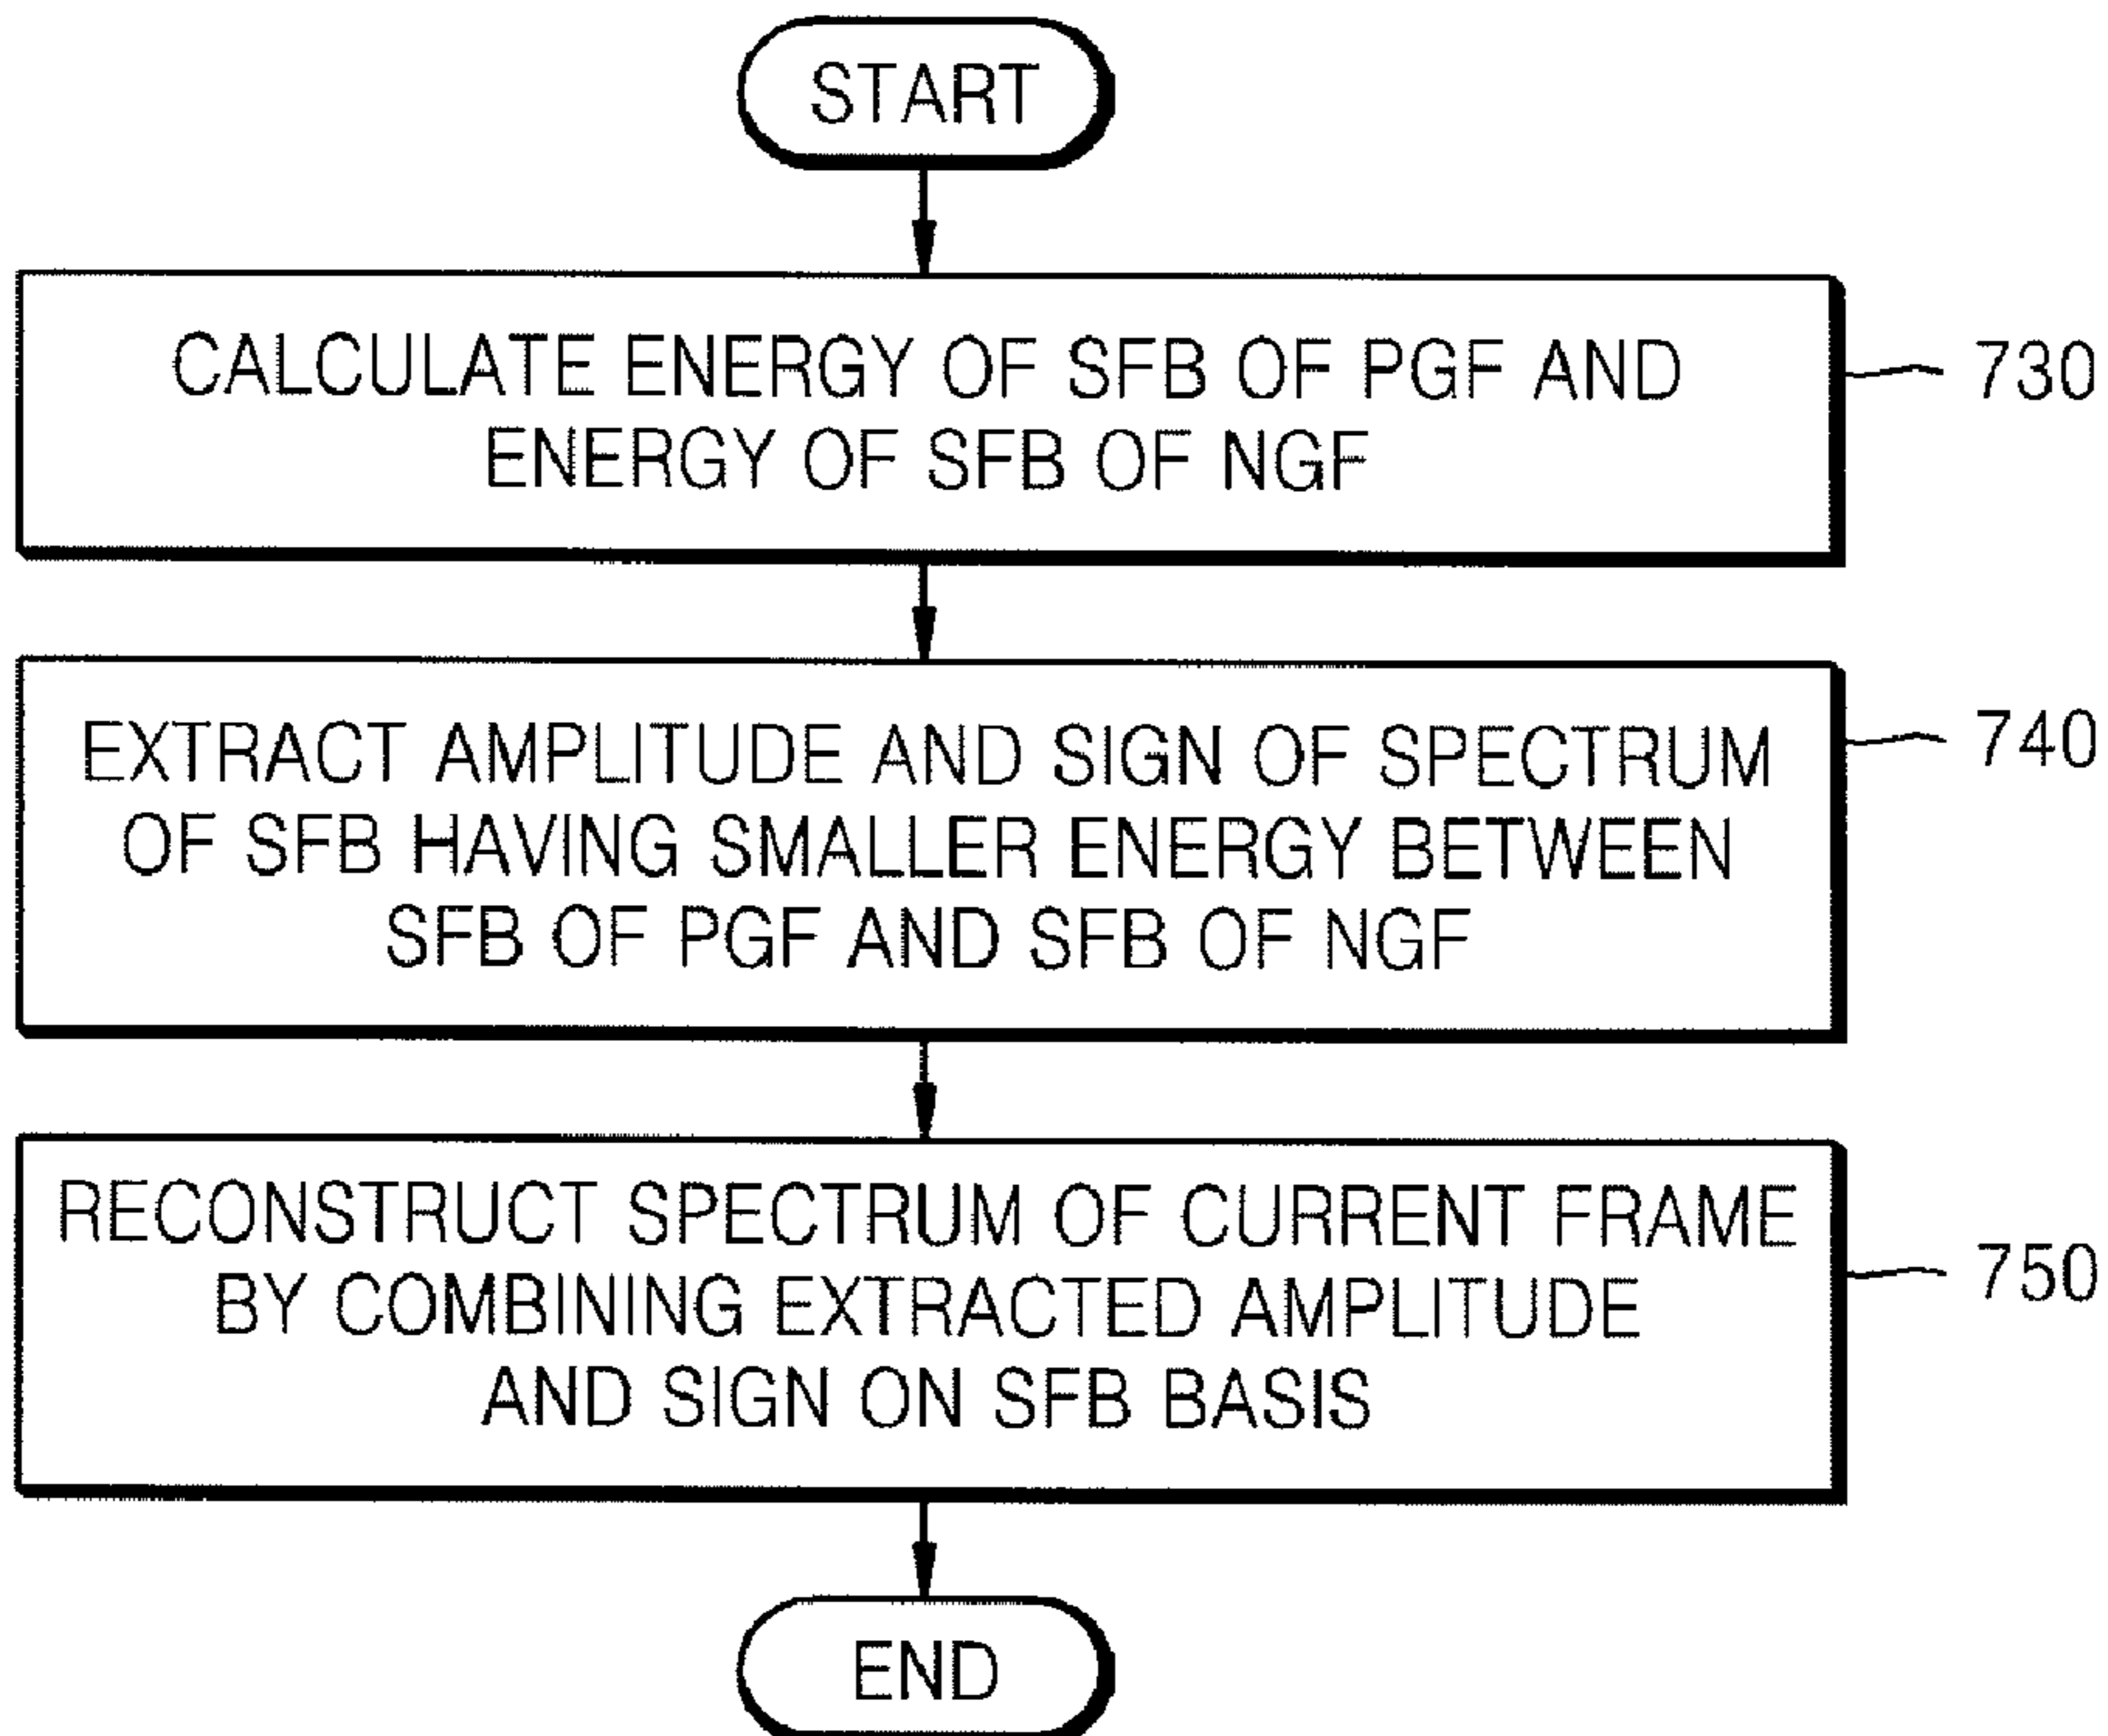 START
CALCULATE ENERGY OF SFB OF PGF AND
ENERGY OF SFB OF NGF
730
EXTRACT AMPLITUDE AND SIGN OF SPECTRUM
OF SFB HAVING SMALLER ENERGY BETWEEN
SFB OF PGF AND SFB OF NGF
740
RECONSTRUCT SPECTRUM OF CURRENT FRAME
BY COMBINING EXTRACTED AMPLITUDE
AND SIGN ON SFB BASIS
750
END